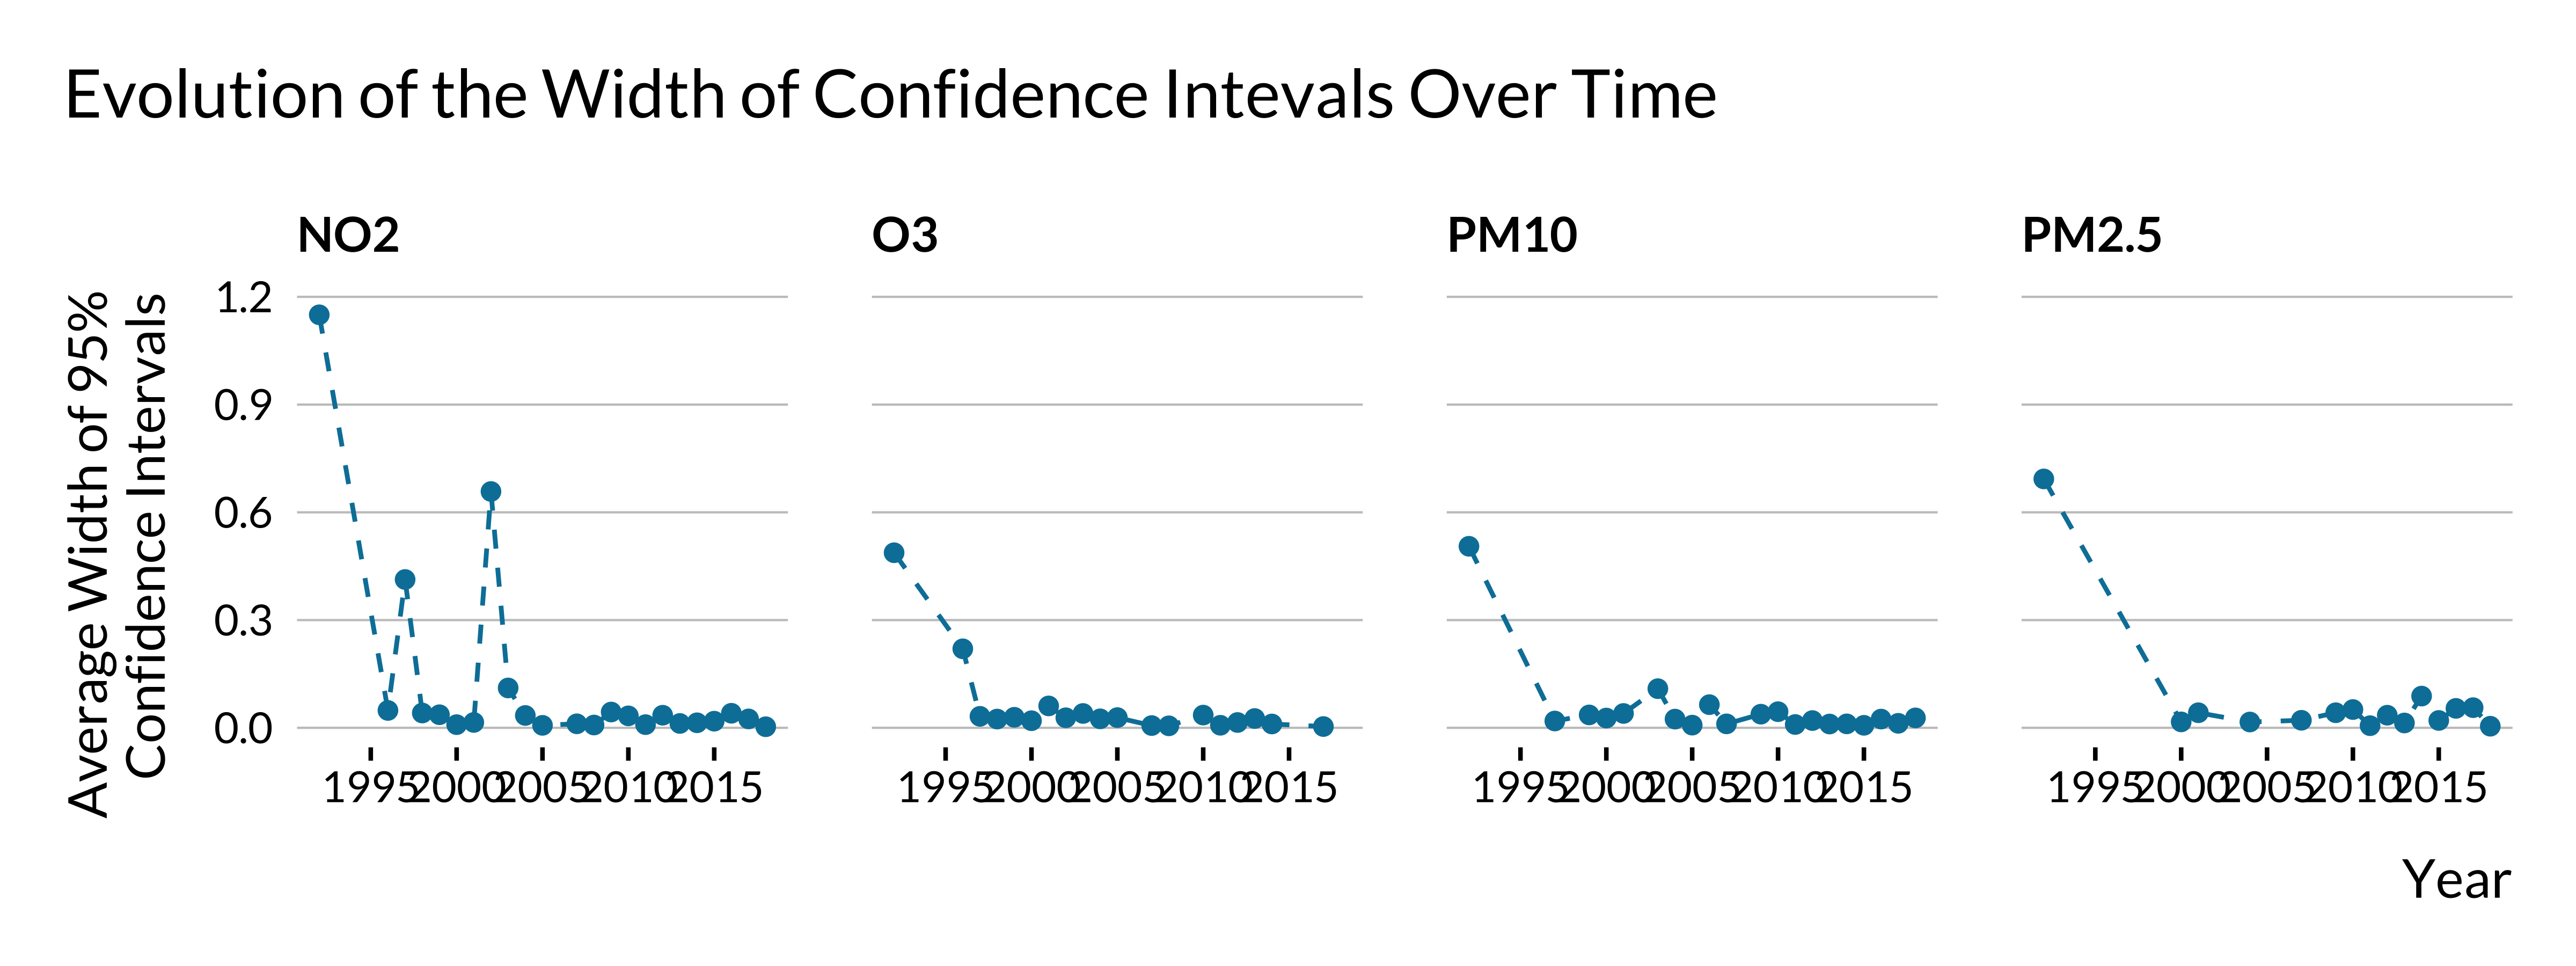 Evolution of the Width of Confidence Intevals Over Time
NO2
O3
PM10
PM2.5
Average Width of 95%
Confidence Intervals
1.2
0.9
0.6
0.3
0.0
1995 2000 2005 2010 2015
1995 2000 2005 2010 2015
1995 2000 2005 2010 2015
1995 2000 2005 2010 2015
Year